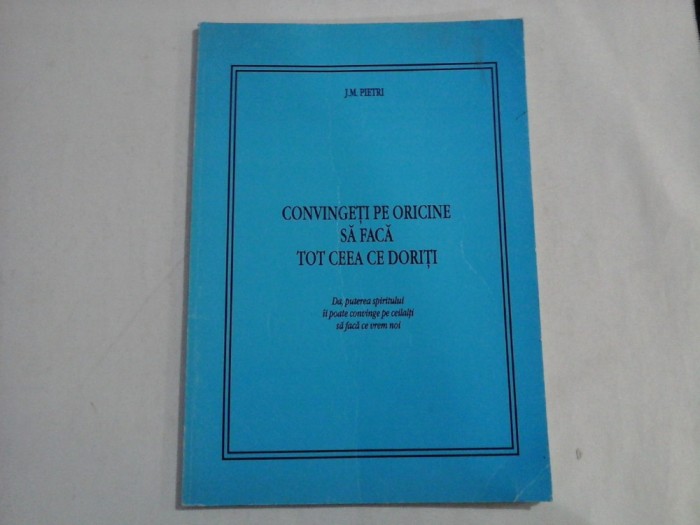 J.M. PIETRI
CONVINGEȚI PE ORICINE
SĂ FACĂ
TOT CEEA CE DORIȚI
Da, puterea spiritului
îi poate convinge pe ceilalți
să facă ce vrem noi